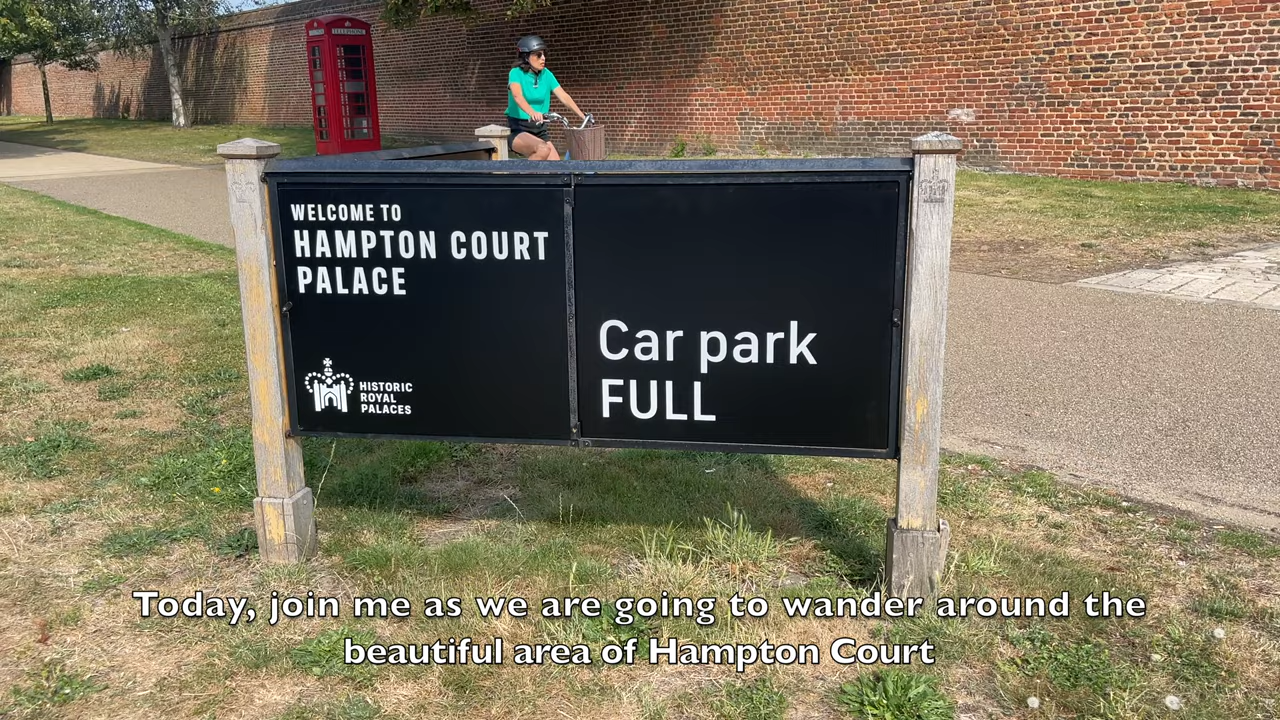 TELEPHONE
WELCOME TO
HAMPTON COURT
PALACE
HISTORIC
ROYAL
PALACES
Car park
FULL
Today, join me as we are going to wander around the
beautiful area of Hampton Court